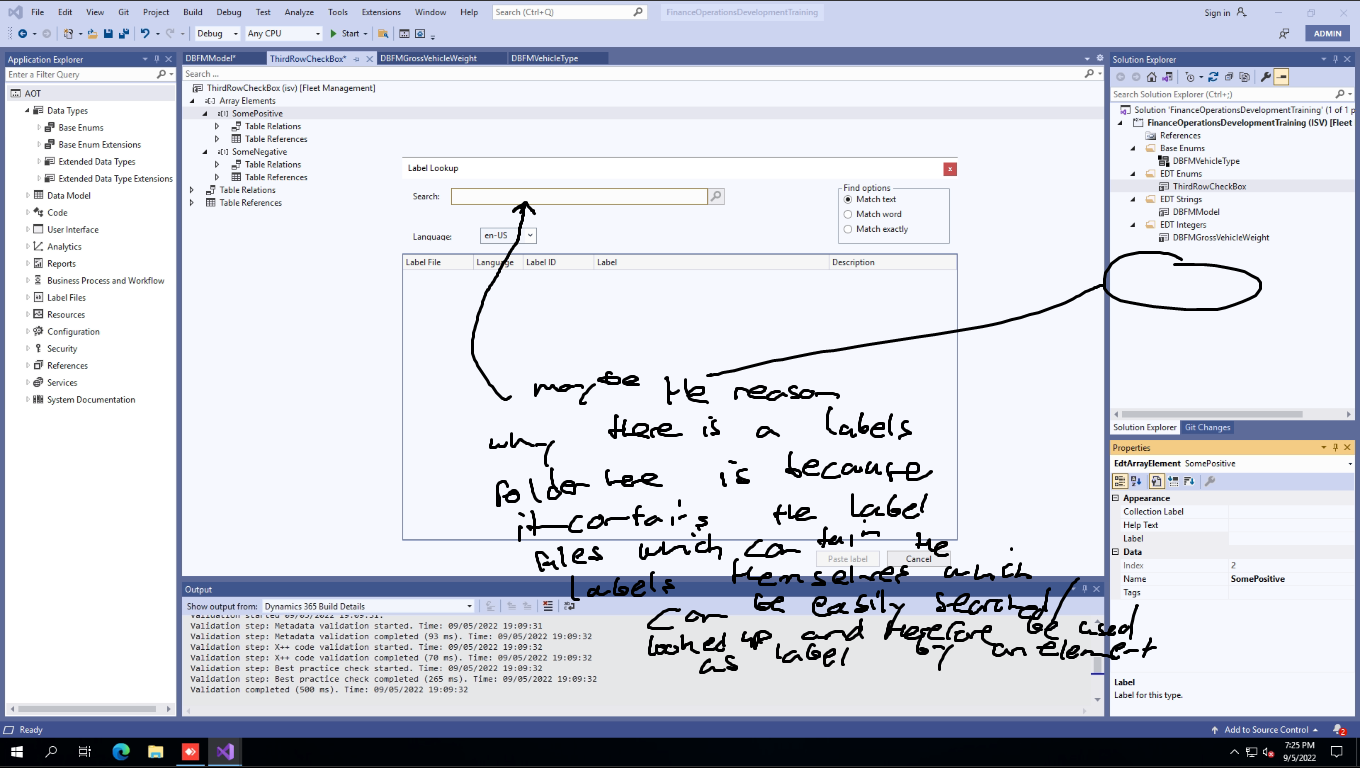 File Edit View Git Project Build Debug Test Analyze Tools Extensions Window Help Search (Ctrl+Q) FinanceOperationsDevelopmentTraining Sign in
Debug Any CPU Start ADMIN
Application Explorer
Enter a Filter Query
AOT
Data Types
Base Enums
Base Enum Extensions
Extended Data Types
Extended Data Type Extensions
Data Model
Code
User Interface
Analytics
Reports
Business Process and Workflow
Label Files
Resources
Configuration
Security
References
Services
System Documentation
DBFMModel* ThirdRowCheckBox* DBFMGrossVehicleWeight DBFMVehicleType
Search ...
ThirdRowCheckBox (isv) [Fleet Management]
Array Elements
SomePositive
Table Relations
Table References
SomeNegative
Table Relations
Table References
Table Relations
Table References
Label Lookup
Search:
Language: en-US
Find options
Match text
Match word
Match exactly
Label File Language Label ID Label Description
Paste label Cancel
maybe the reason
why there is a labels
folder here is because
it contains the label
files which contain the
labels themselves which
can be easily searched/
looked up and therefore be used
as label by an element
Output
Show output from: Dynamics 365 Build Details
Validation started 09/05/2022 19:09:31.
Validation step: Metadata validation started. Time: 09/05/2022 19:09:31
Validation step: Metadata validation completed (93 ms). Time: 09/05/2022 19:09:32
Validation step: X++ code validation started. Time: 09/05/2022 19:09:32
Validation step: X++ code validation completed (70 ms). Time: 09/05/2022 19:09:32
Validation step: Best practice check started. Time: 09/05/2022 19:09:32
Validation step: Best practice check completed (265 ms). Time: 09/05/2022 19:09:32
Validation completed (500 ms). Time: 09/05/2022 19:09:32
Solution Explorer
Search Solution Explorer (Ctrl+;)
Solution 'FinanceOperationsDevelopmentTraining' (1 of 1 p
FinanceOperationsDevelopmentTraining (ISV) [Fleet
References
Base Enums
DBFMVehicleType
EDT Enums
ThirdRowCheckBox
EDT Strings
DBFMModel
EDT Integers
DBFMGrossVehicleWeight
Solution Explorer Git Changes
Properties
EdtArrayElement SomePositive
Appearance
Collection Label
Help Text
Label
Data
Index 2
Name SomePositive
Tags
Label
Label for this type.
Ready Add to Source Control 2
7:25 PM
9/5/2022